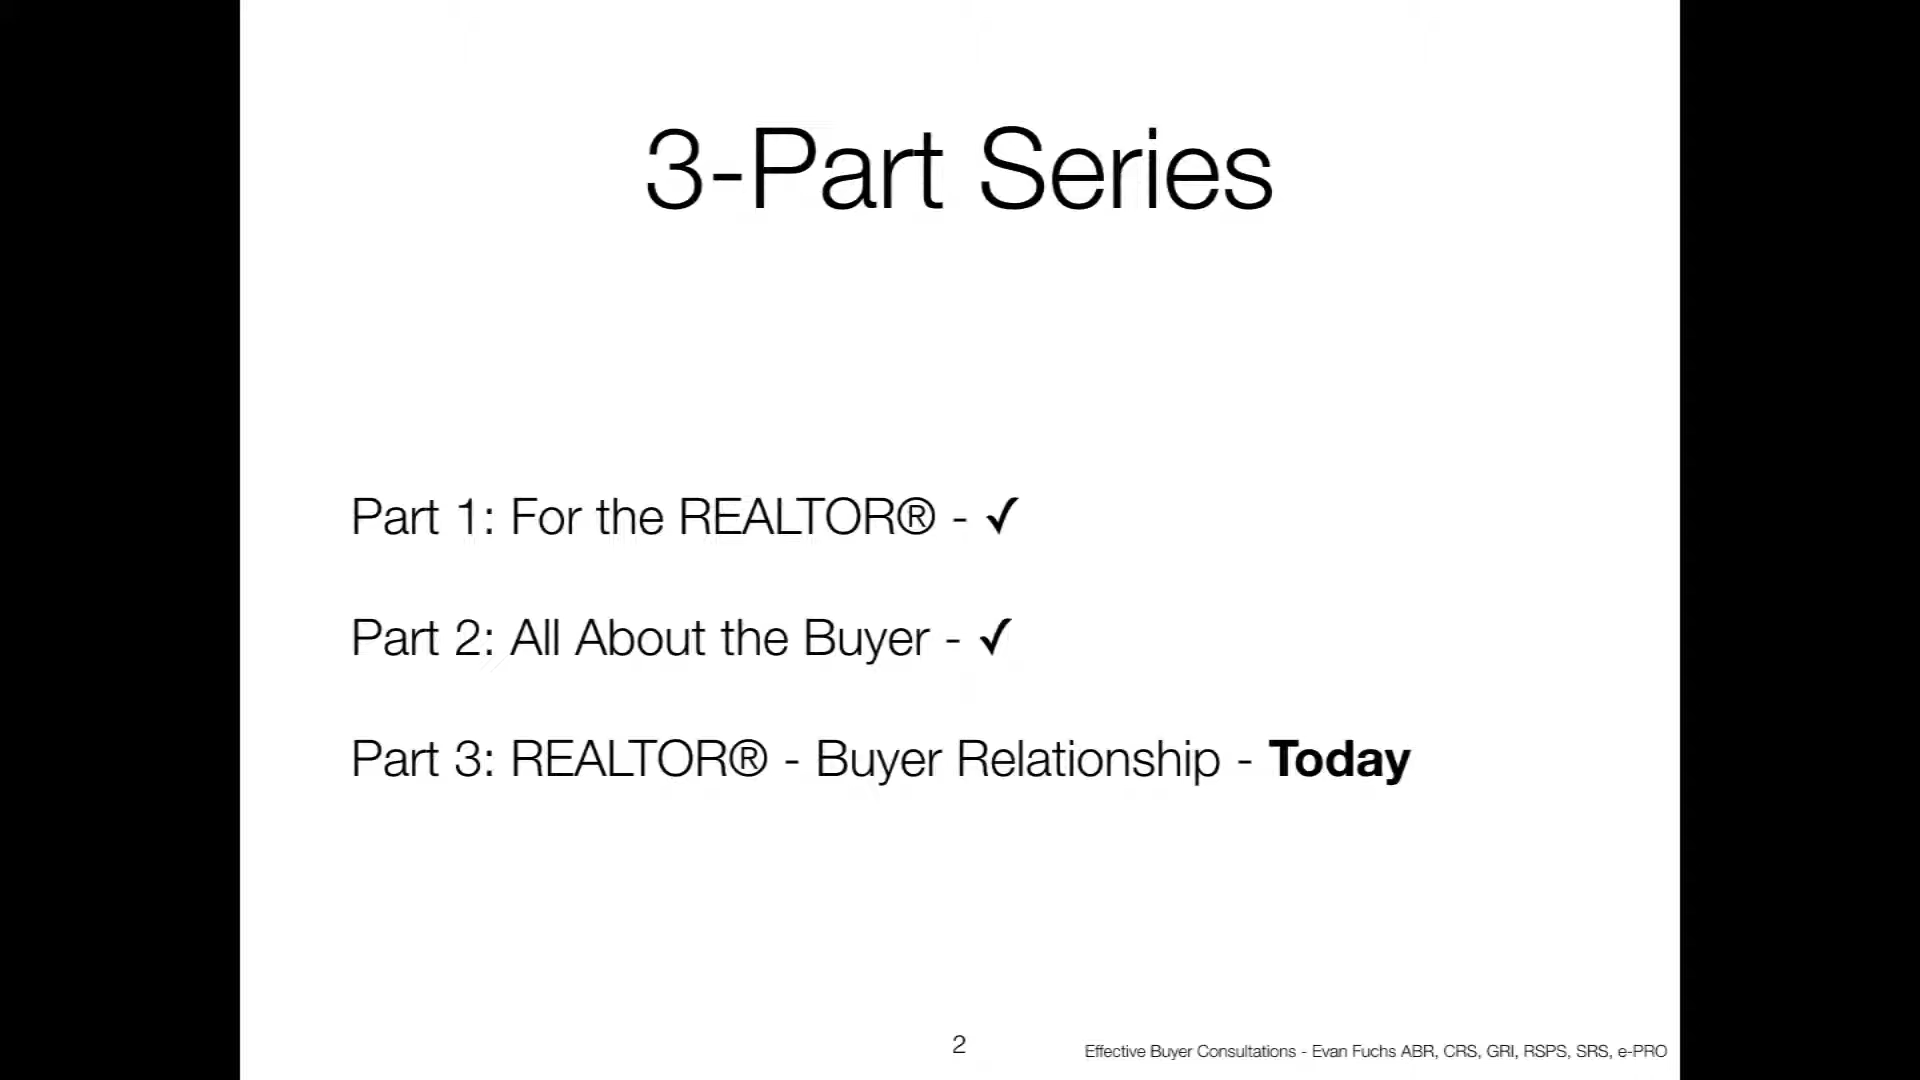 3-Part Series
Part 1: For the REALTOR® - ✓
Part 2: All About the Buyer - ✓
Part 3: REALTOR® - Buyer Relationship - Today
2
Effective Buyer Consultations - Evan Fuchs ABR, CRS, GRI, RSPS, SRS, e-PRO